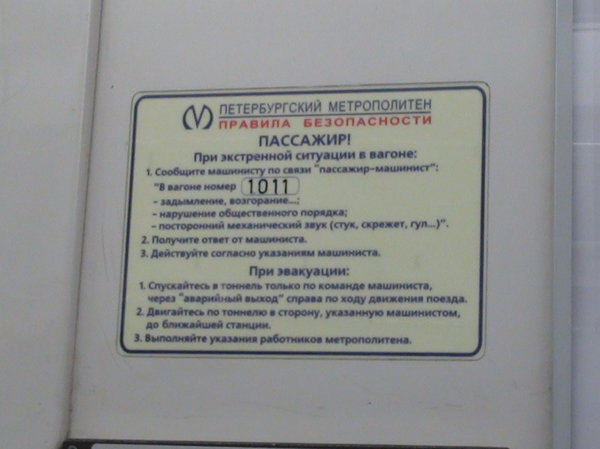 ПЕТЕРБУРГСКИЙ МЕТРОПОЛИТЕН
ПРАВИЛА БЕЗОПАСНОСТИ
ПАССАЖИР!
При экстренной ситуации в вагоне:
1. Сообщите машинисту по связи "пассажир-машинист":
"В вагоне номер 1011
- задымление, возгорание...;
- нарушение общественного порядка;
- посторонний механический звук (стук, скрежет, гул...)".
2. Получите ответ от машиниста.
3. Действуйте согласно указаниям машиниста.
При эвакуации:
1. Спускайтесь в тоннель только по команде машиниста,
через "аварийный выход" справа по ходу движения поезда.
2. Двигайтесь по тоннелю в сторону, указанную машинистом,
до ближайшей станции.
3. Выполняйте указания работников метрополитена.